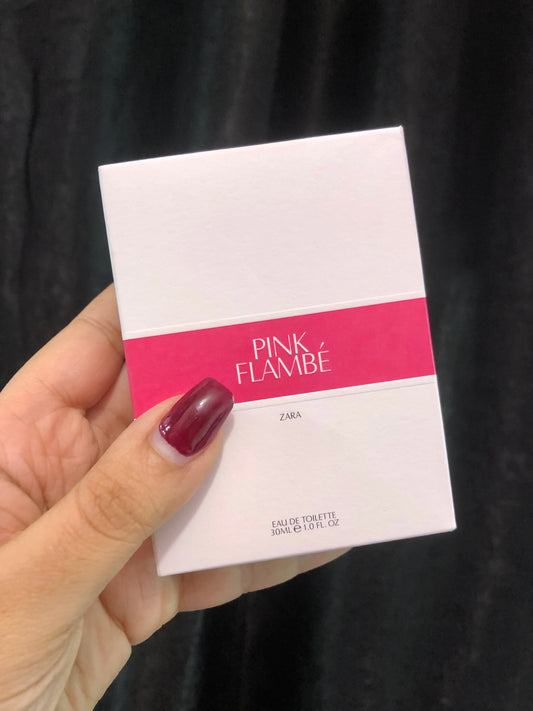 PINK
FLAMBÉ
ZARA
EAU DE TOILETTE
30ML ℮ 1.0 FL. OZ